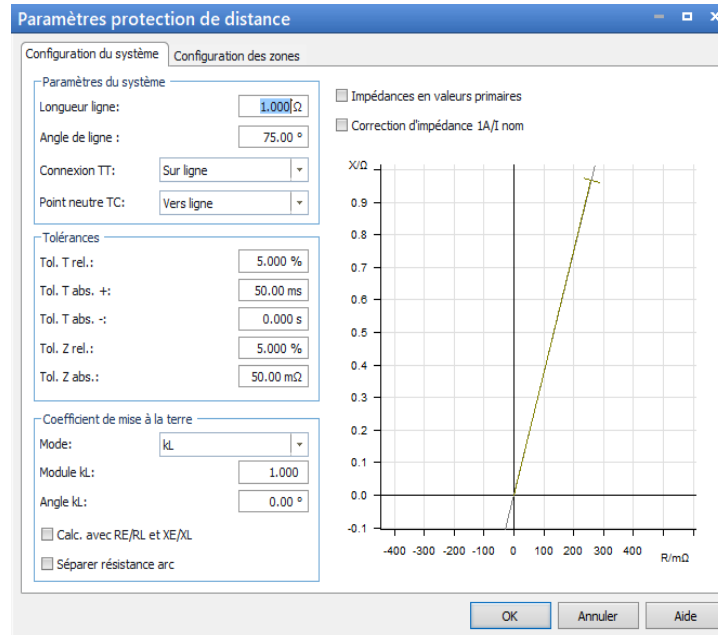 Paramètres protection de distance
Configuration du système
Configuration des zones
Paramètres du système
Longueur ligne: 1.000 Ω
Angle de ligne : 75.00 °
Connexion TT: Sur ligne
Point neutre TC: Vers ligne
Tolérances
Tol. T rel.: 5.000 %
Tol. T abs. +: 50.00 ms
Tol. T abs. -: 0.000 s
Tol. Z rel.: 5.000 %
Tol. Z abs.: 50.00 mΩ
Coefficient de mise à la terre
Mode: kL
Module kL: 1.000
Angle kL: 0.00 °
Calc. avec RE/RL et XE/XL
Séparer résistance arc
Impédances en valeurs primaires
Correction d'impédance 1A/I nom
X/Ω
0.9
0.8
0.7
0.6
0.5
0.4
0.3
0.2
0.1
0.0
-0.1
-400 -300 -200 -100 0 100 200 300 400
R/mΩ
OK Annuler Aide